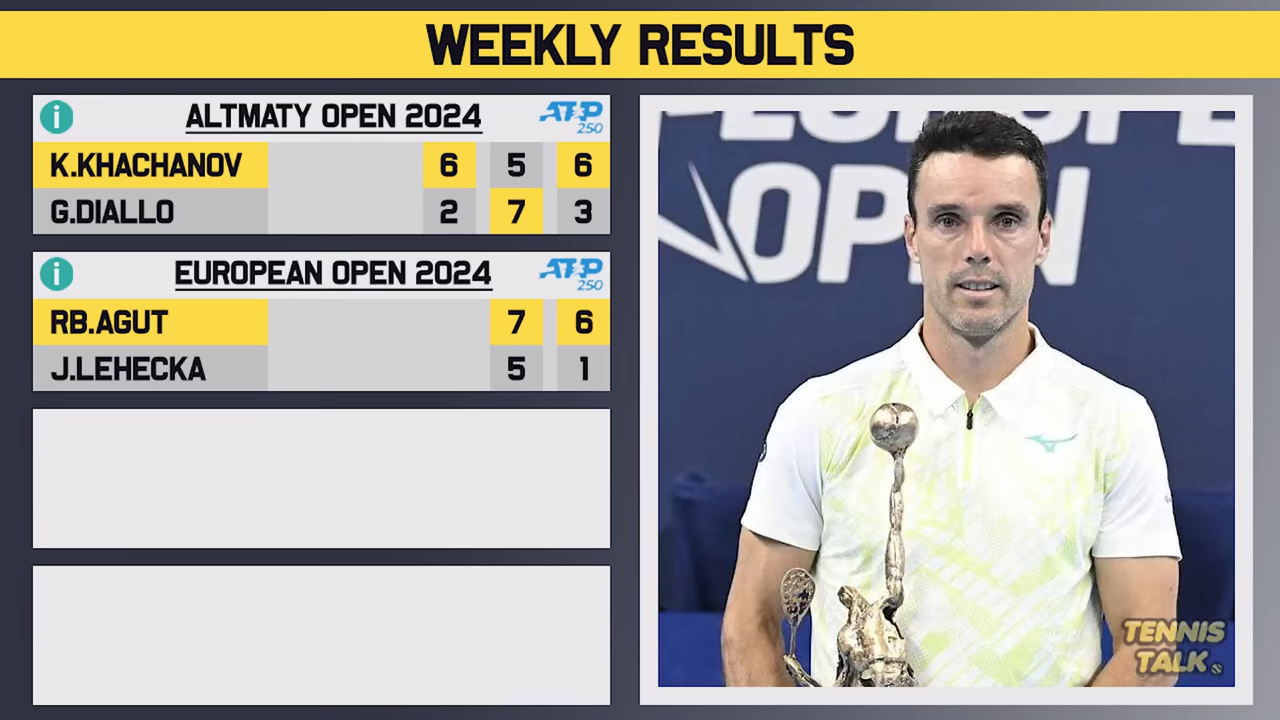 WEEKLY RESULTS
i ALTMATY OPEN 2024 ATP 250
K.KHACHANOV 6 5 6
G.DIALLO 2 7 3
i EUROPEAN OPEN 2024 ATP 250
RB.AGUT 7 6
J.LEHECKA 5 1
EUROPE
OPEN
TENNIS
TALK